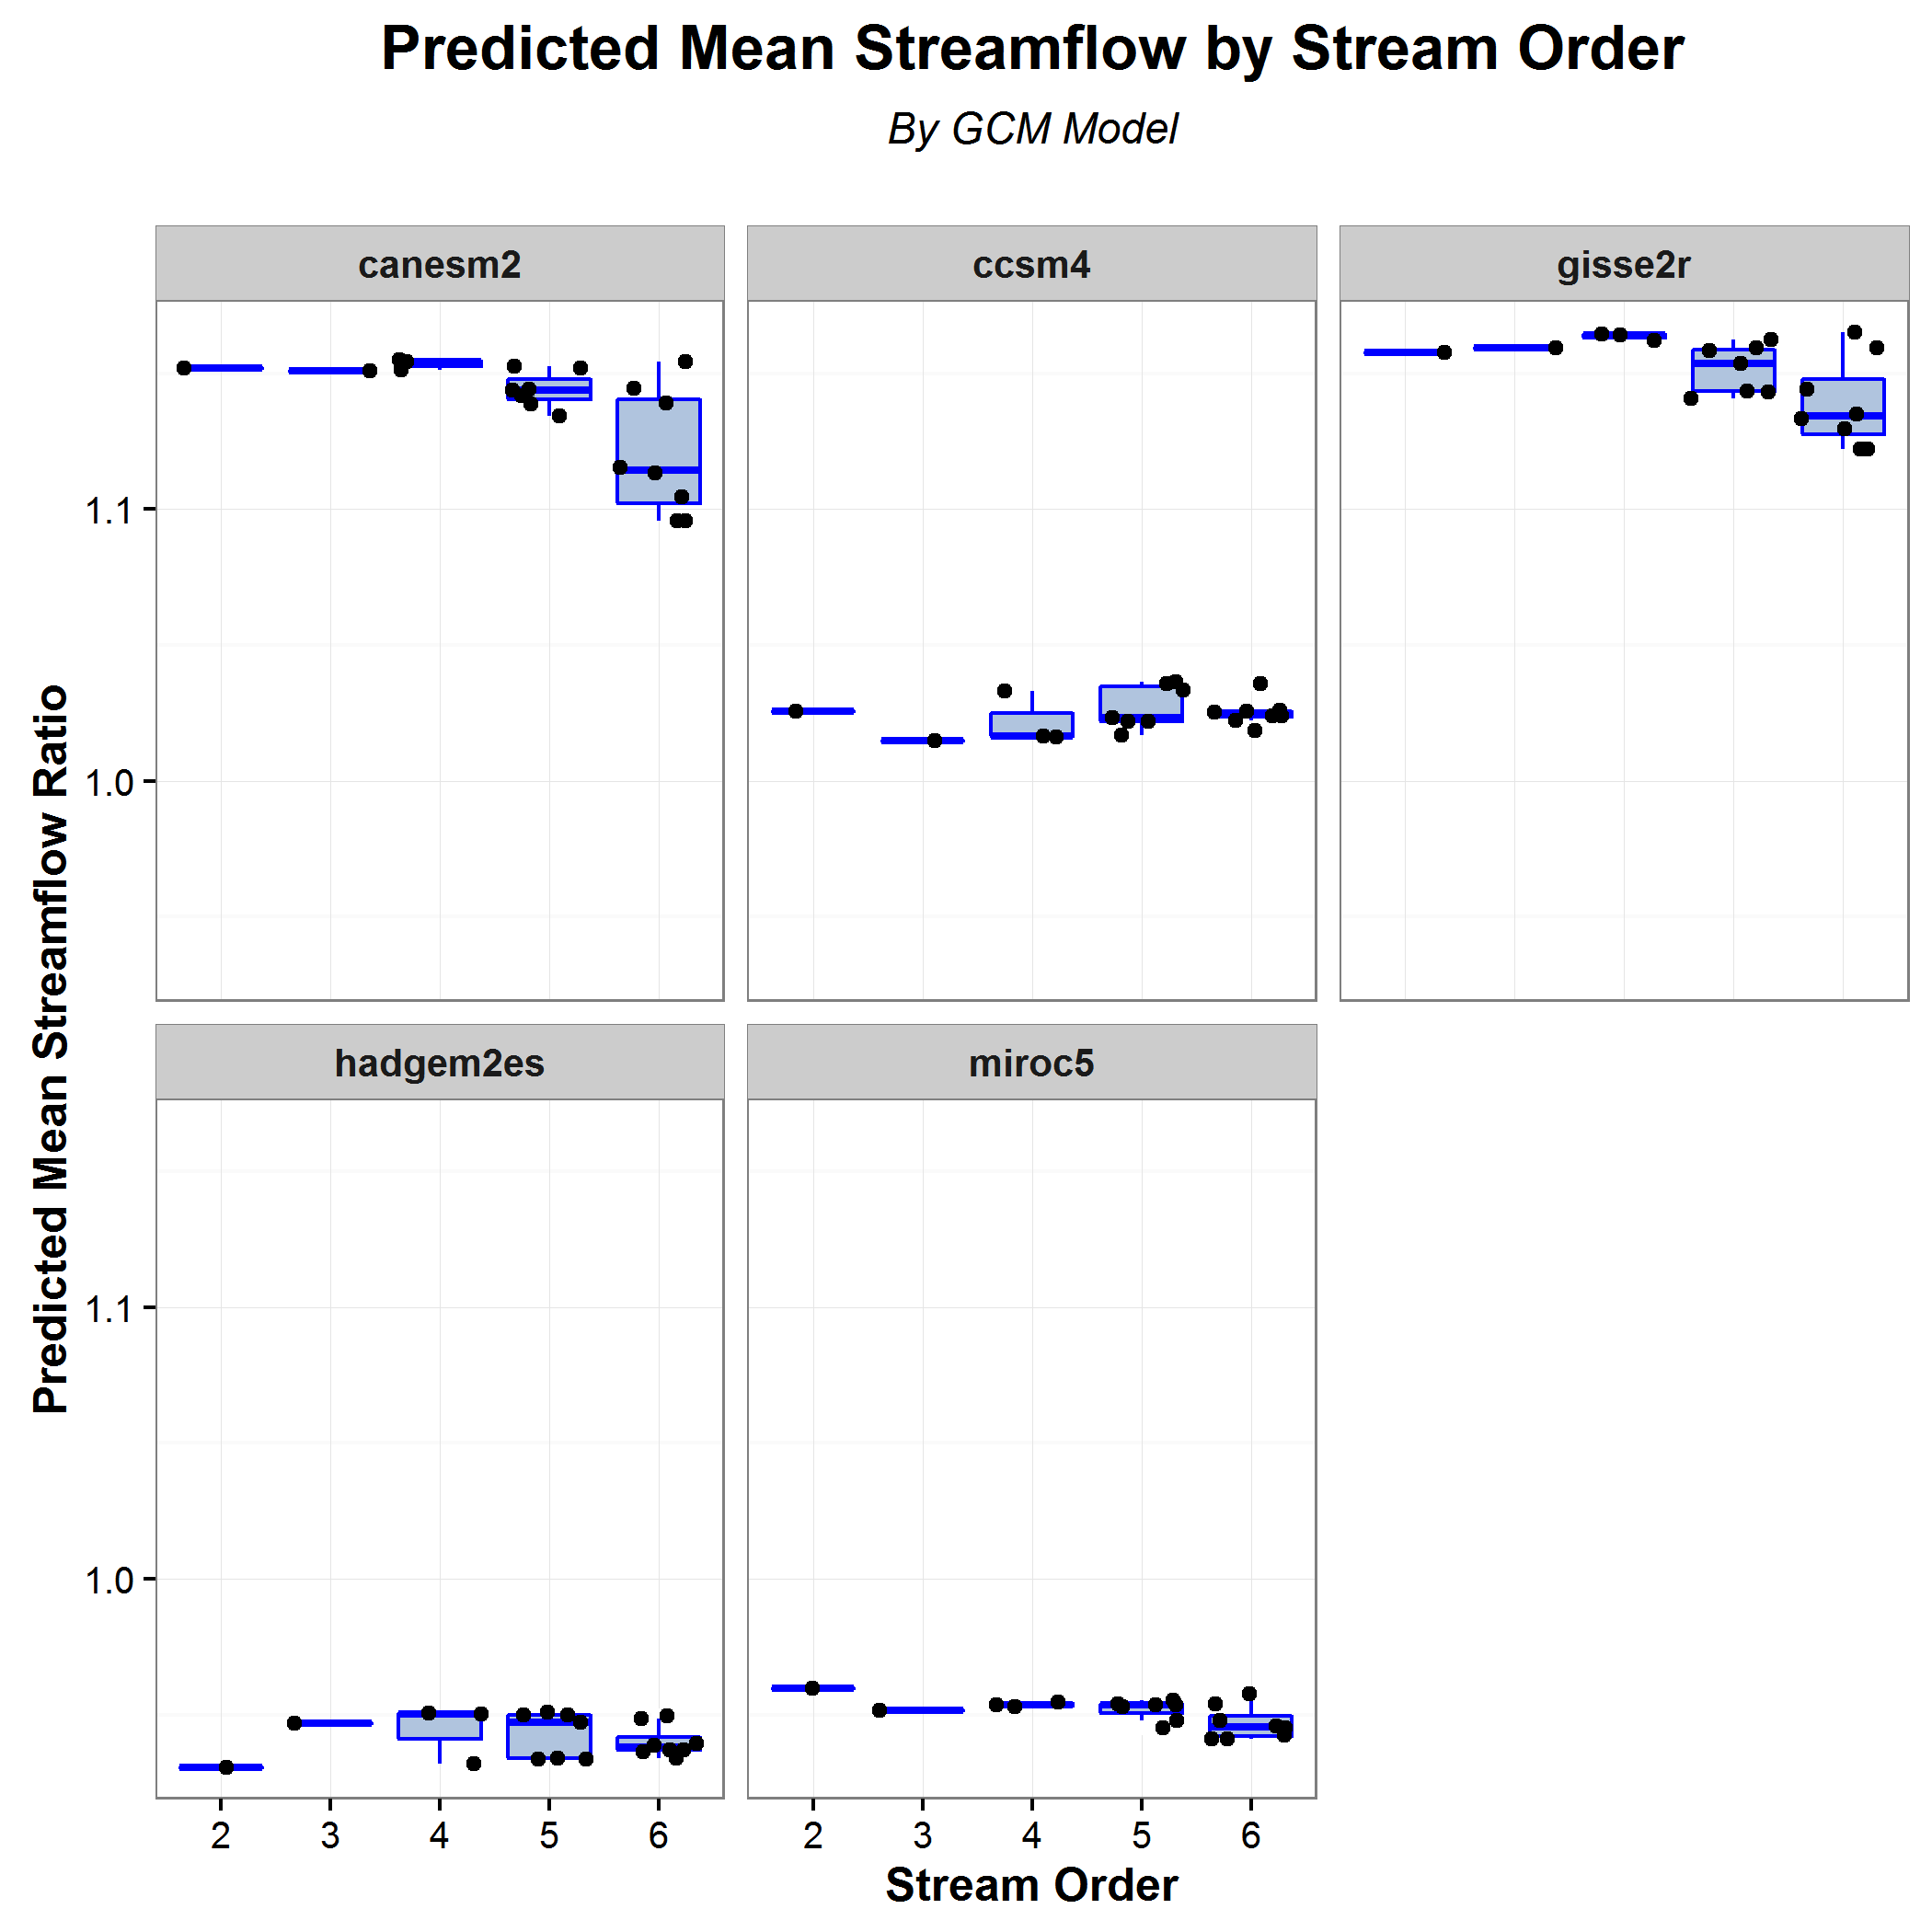 Predicted Mean Streamflow by Stream Order
By GCM Model
canesm2
ccsm4
gisse2r
1.1
1.0
Predicted Mean Streamflow Ratio
hadgem2es
miroc5
1.1
1.0
2 3 4 5 6
2 3 4 5 6
Stream Order